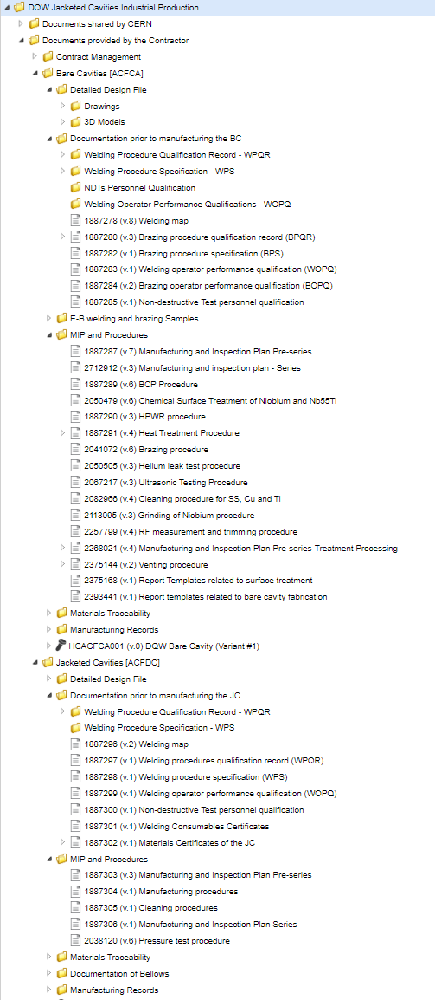 DQW Jacketed Cavities Industrial Production
Documents shared by CERN
Documents provided by the Contractor
Contract Management
Bare Cavities [ACFCA]
Detailed Design File
Drawings
3D Models
Documentation prior to manufacturing the BC
Welding Procedure Qualification Record - WPQR
Welding Procedure Specification - WPS
NDTs Personnel Qualification
Welding Operator Performance Qualifications - WOPQ
1887278 (v.8) Welding map
1887280 (v.3) Brazing procedure qualification record (BPQR)
1887282 (v.1) Brazing procedure specification (BPS)
1887283 (v.1) Welding operator performance qualification (WOPQ)
1887284 (v.2) Brazing operator performance qualification (BOPQ)
1887285 (v.1) Non-destructive Test personnel qualification
E-B welding and brazing Samples
MIP and Procedures
1887287 (v.7) Manufacturing and Inspection Plan Pre-series
2712912 (v.3) Manufacturing and inspection plan - Series
1887289 (v.6) BCP Procedure
2050479 (v.6) Chemical Surface Treatment of Niobium and Nb55Ti
1887290 (v.3) HPWR procedure
1887291 (v.4) Heat Treatment Procedure
2041072 (v.6) Brazing procedure
2050505 (v.3) Helium leak test procedure
2067217 (v.3) Ultrasonic Testing Procedure
2082966 (v.4) Cleaning procedure for SS, Cu and Ti
2113095 (v.3) Grinding of Niobium procedure
2257799 (v.4) RF measurement and trimming procedure
2268021 (v.4) Manufacturing and Inspection Plan Pre-series-Treatment Processing
2375144 (v.2) Venting procedure
2375168 (v.1) Report Templates related to surface treatment
2393441 (v.1) Report templates related to bare cavity fabrication
Materials Traceability
Manufacturing Records
HCACFCA001 (v.0) DQW Bare Cavity (Variant #1)
Jacketed Cavities [ACFDC]
Detailed Design File
Documentation prior to manufacturing the JC
Welding Procedure Qualification Record - WPQR
Welding Procedure Specification - WPS
1887296 (v.2) Welding map
1887297 (v.1) Welding procedures qualification record (WPQR)
1887298 (v.1) Welding procedure specification (WPS)
1887299 (v.1) Welding operator performance qualification (WOPQ)
1887300 (v.1) Non-destructive Test personnel qualification
1887301 (v.1) Welding Consumables Certificates
1887302 (v.1) Materials Certificates of the JC
MIP and Procedures
1887303 (v.3) Manufacturing and Inspection Plan Pre-series
1887304 (v.1) Manufacturing procedures
1887305 (v.1) Cleaning procedures
1887306 (v.1) Manufacturing and Inspection Plan Series
2038120 (v.6) Pressure test procedure
Materials Traceability
Documentation of Bellows
Manufacturing Records